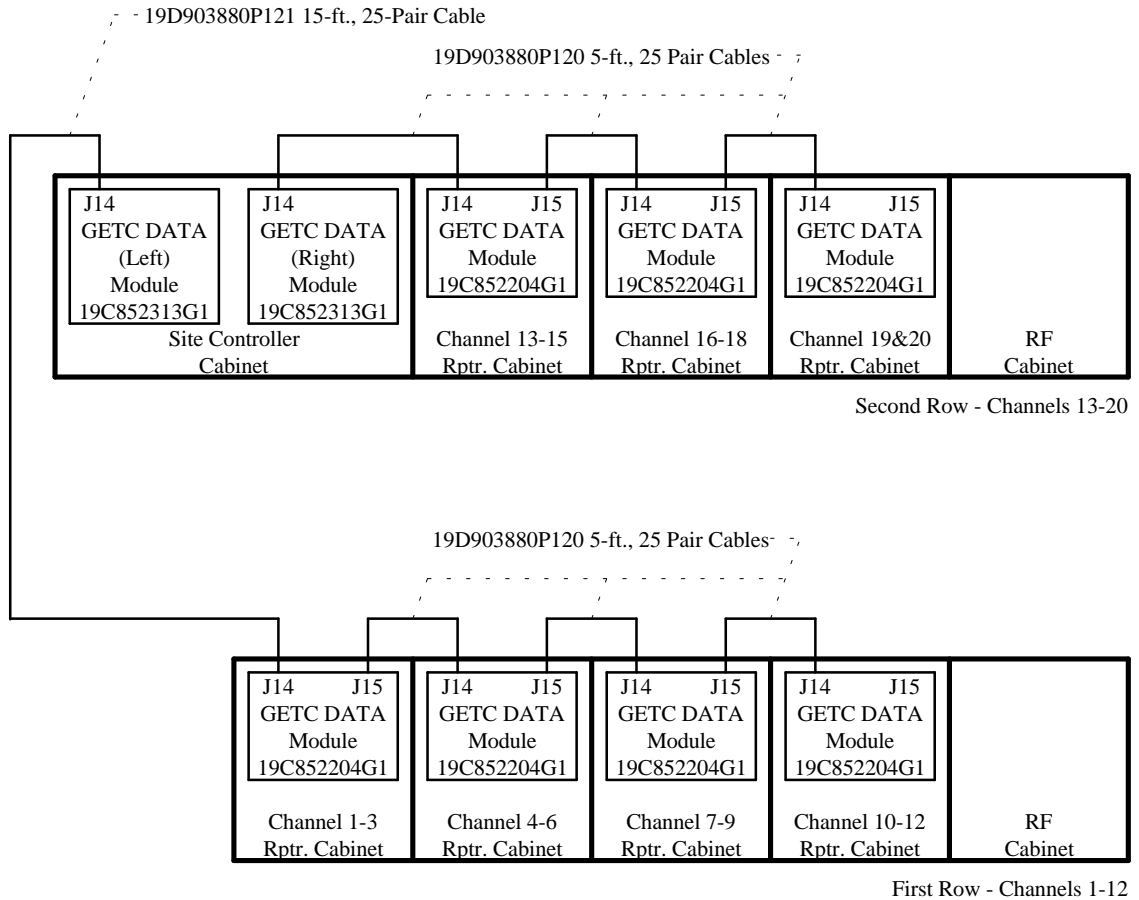 19D903880P121 15-ft., 25-Pair Cable
19D903880P120 5-ft., 25 Pair Cables
J14
GETC DATA
(Left)
Module
19C852313G1
J14
GETC DATA
(Right)
Module
19C852313G1
Site Controller
Cabinet
J14 J15
GETC DATA
Module
19C852204G1
Channel 13-15
Rptr. Cabinet
J14 J15
GETC DATA
Module
19C852204G1
Channel 16-18
Rptr. Cabinet
J14 J15
GETC DATA
Module
19C852204G1
Channel 19&20
Rptr. Cabinet
RF
Cabinet
Second Row - Channels 13-20
19D903880P120 5-ft., 25 Pair Cables
J14 J15
GETC DATA
Module
19C852204G1
Channel 1-3
Rptr. Cabinet
J14 J15
GETC DATA
Module
19C852204G1
Channel 4-6
Rptr. Cabinet
J14 J15
GETC DATA
Module
19C852204G1
Channel 7-9
Rptr. Cabinet
J14 J15
GETC DATA
Module
19C852204G1
Channel 10-12
Rptr. Cabinet
RF
Cabinet
First Row - Channels 1-12